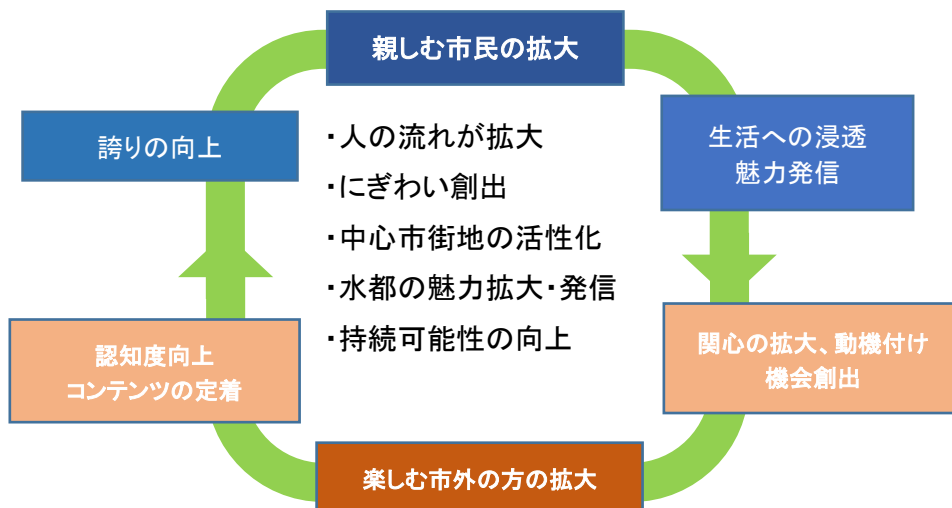 親しむ市民の拡大
誇りの向上
生活への浸透
魅力発信
・人の流れが拡大
・にぎわい創出
・中心市街地の活性化
・水都の魅力拡大・発信
・持続可能性の向上
認知度向上
コンテンツの定着
関心の拡大、動機付け
機会創出
楽しむ市外の方の拡大